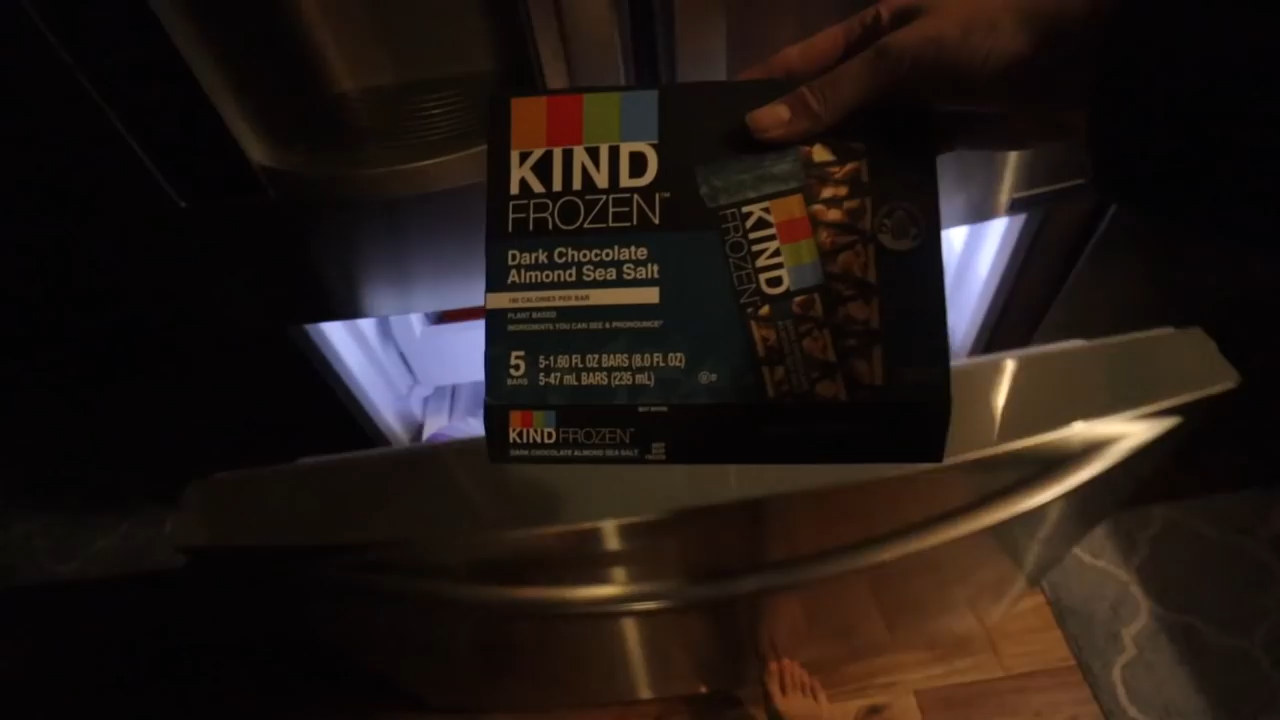 KIND
FROZEN™
Dark Chocolate
Almond Sea Salt
CALORIES PER BAR
PLANT BASED
INGREDIENTS YOU CAN SEE & PRONOUNCE®
5
BARS
5-1.60 FL OZ BARS (8.0 FL OZ)
5-47 mL BARS (235 mL)
KIND
FROZEN
KIND FROZEN™
DARK CHOCOLATE ALMOND SEA SALT